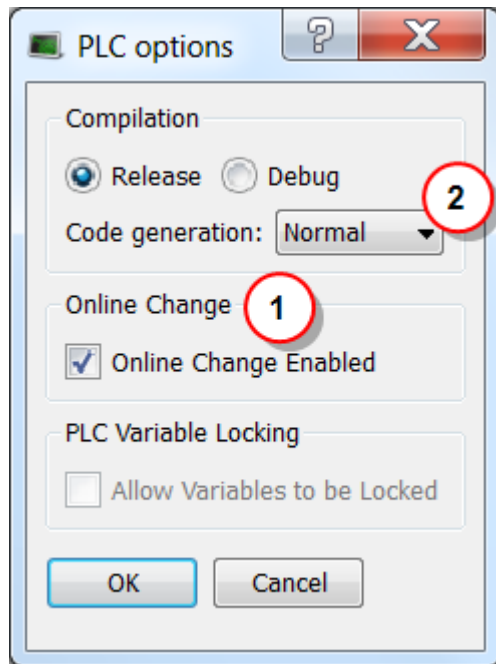 PLC options
Compilation
Release Debug
2
Code generation: Normal
Online Change 1
Online Change Enabled
PLC Variable Locking
Allow Variables to be Locked
OK Cancel